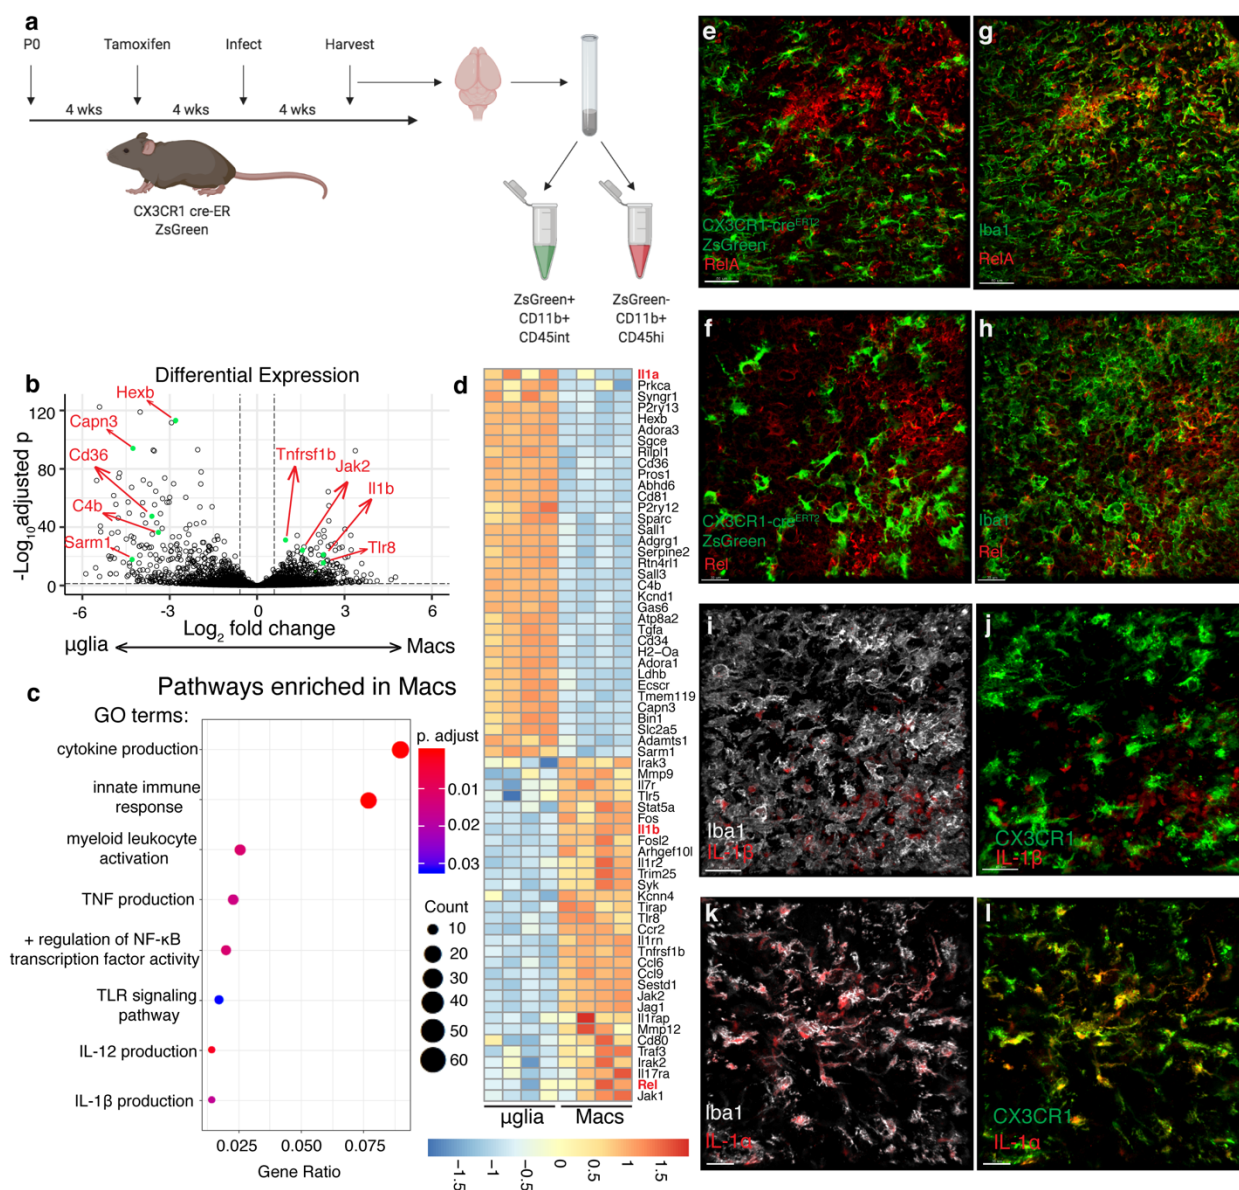 a
P0
Tamoxifen
Infect
Harvest
4 wks
4 wks
4 wks
CX3CR1 cre-ER
ZsGreen
ZsGreen+
CD11b+
CD45int
ZsGreen-
CD11b+
CD45hi
b
Differential Expression
Hexb
Capn3
Cd36
C4b
Sarm1
Tnfrsf1b
Jak2
Il1b
Tlr8
-Log10adjusted p
120
80
40
0
-6
-3
0
3
6
Log2 fold change
µglia
Macs
c
Pathways enriched in Macs
GO terms:
cytokine production
innate immune
response
myeloid leukocyte
activation
TNF production
+ regulation of NF-κB
transcription factor activity
TLR signaling
pathway
IL-12 production
IL-1β production
0.025
0.050
0.075
Gene Ratio
p. adjust
0.01
0.02
0.03
Count
10
20
30
40
50
60
d
Il1a
Prkca
Syngr1
P2ry13
Hexb
Adora3
Sgce
Rilpl1
Cd36
Pros1
Abhd6
Cd81
P2ry12
Sparc
Sall1
Adgrg1
Serpine2
Rtn4rl1
Sall3
C4b
Kcnd1
Gas6
Atp8a2
Tgfa
Cd34
H2−Oa
Adora1
Ldhb
Ecscr
Tmem119
Capn3
Bin1
Slc2a5
Adamts1
Sarm1
Irak3
Mmp9
Il7r
Tlr5
Stat5a
Fos
Il1b
Fosl2
Arhgef10l
Il1r2
Trim25
Syk
Kcnn4
Tirap
Tlr8
Ccr2
Il1rn
Tnfrsf1b
Ccl6
Ccl9
Sestd1
Jak2
Jag1
Il1rap
Mmp12
Cd80
Traf3
Irak2
Il17ra
Rel
Jak1
µglia
Macs
-1.5
-1
-0.5
0
0.5
1
1.5
e
CX3CR1-creERT2
ZsGreen
RelA
g
Iba1
RelA
f
CX3CR1-creERT2
ZsGreen
Rel
h
Iba1
Rel
i
Iba1
IL-1β
j
CX3CR1
IL-1β
k
Iba1
IL-1α
l
CX3CR1
IL-1α